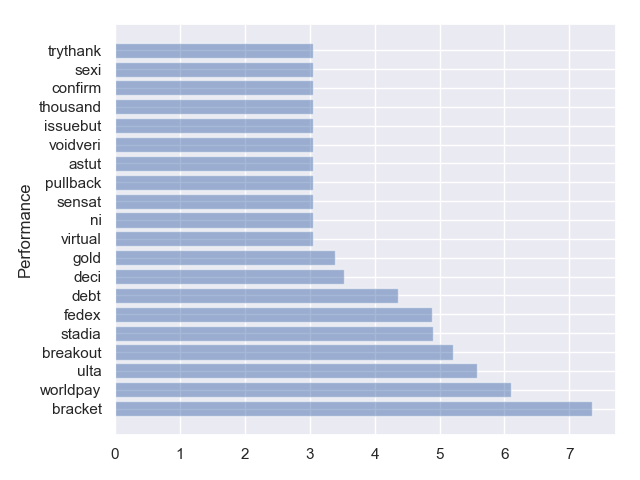 trythank
sexi
confirm
thousand
issuebut
voidveri
astut
pullback
sensat
ni
virtual
gold
deci
debt
fedex
stadia
breakout
ulta
worldpay
bracket
Performance
0 1 2 3 4 5 6 7